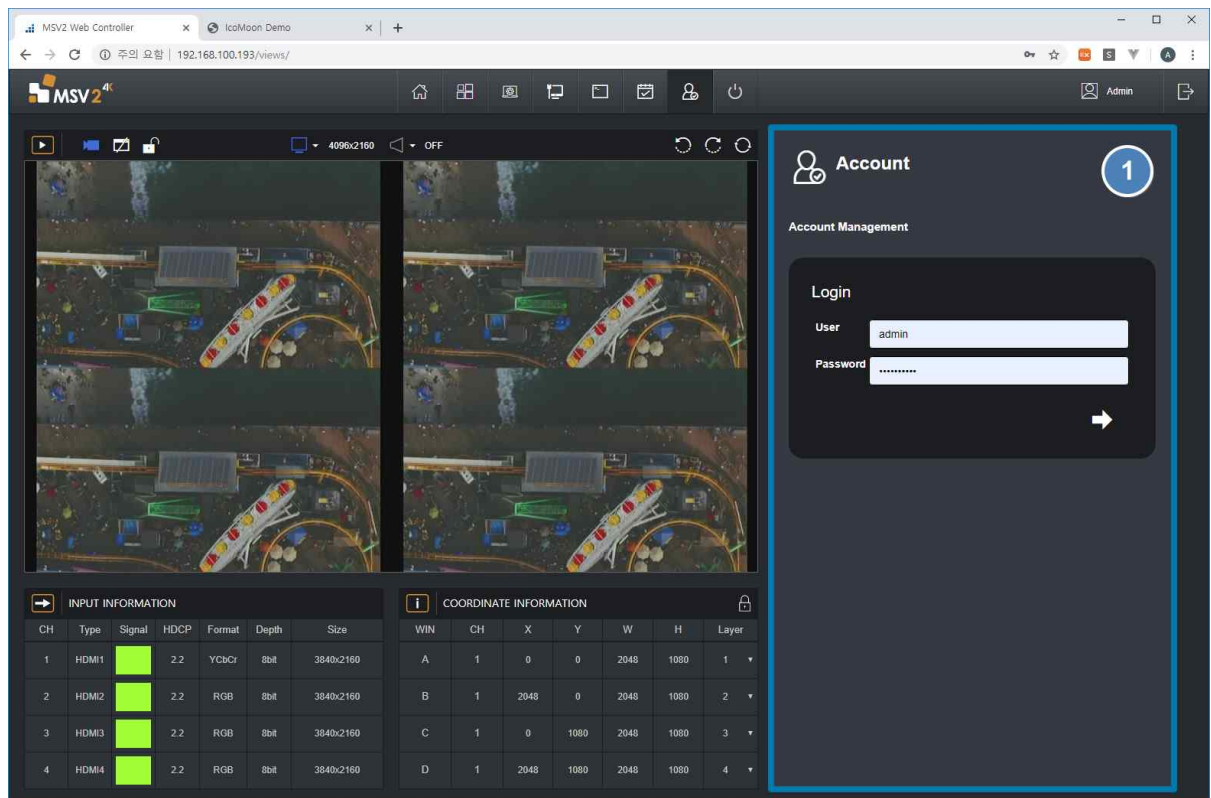 MSV2 Web Controller
IcoMoon Demo
주의 요함 | 192.168.100.193/views/
A
MSV2 4K
Admin
4096x2160
OFF
Account
1
Account Management
Login
User
admin
Password
••••••••••
INPUT INFORMATION
CH Type Signal HDCP Format Depth Size
1 HDMI1 2.2 YCbCr 8bit 3840x2160
2 HDMI2 2.2 RGB 8bit 3840x2160
3 HDMI3 2.2 RGB 8bit 3840x2160
4 HDMI4 2.2 RGB 8bit 3840x2160
i COORDINATE INFORMATION
WIN CH X Y W H Layer
A 1 0 0 2048 1080 1
B 1 2048 0 2048 1080 2
C 1 0 1080 2048 1080 3
D 1 2048 1080 2048 1080 4